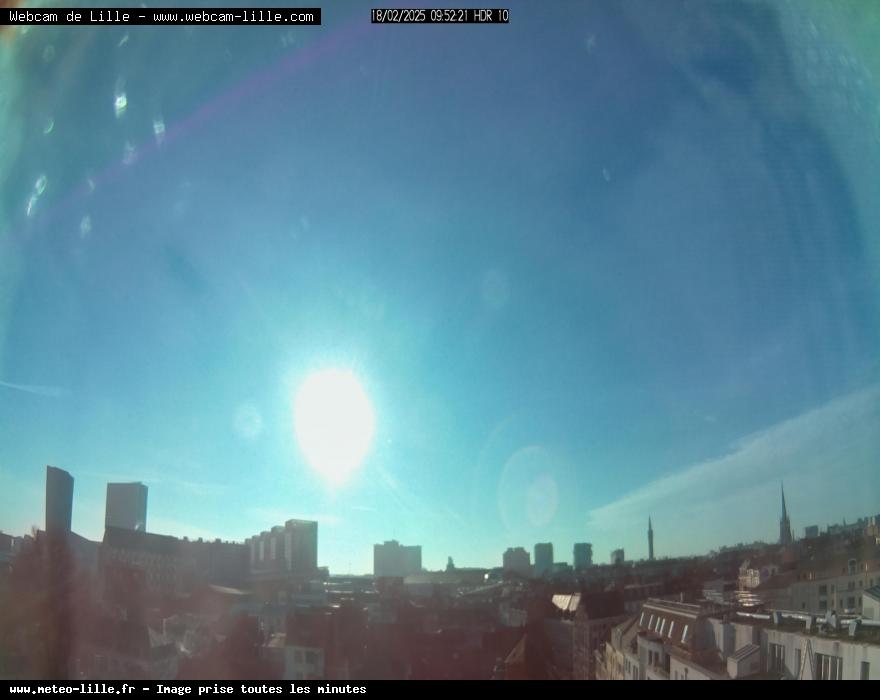 Webcam de Lille - www.webcam-lille.com
18/02/2025 09:52:21 HDR 10
www.meteo-lille.fr - Image prise toutes les minutes